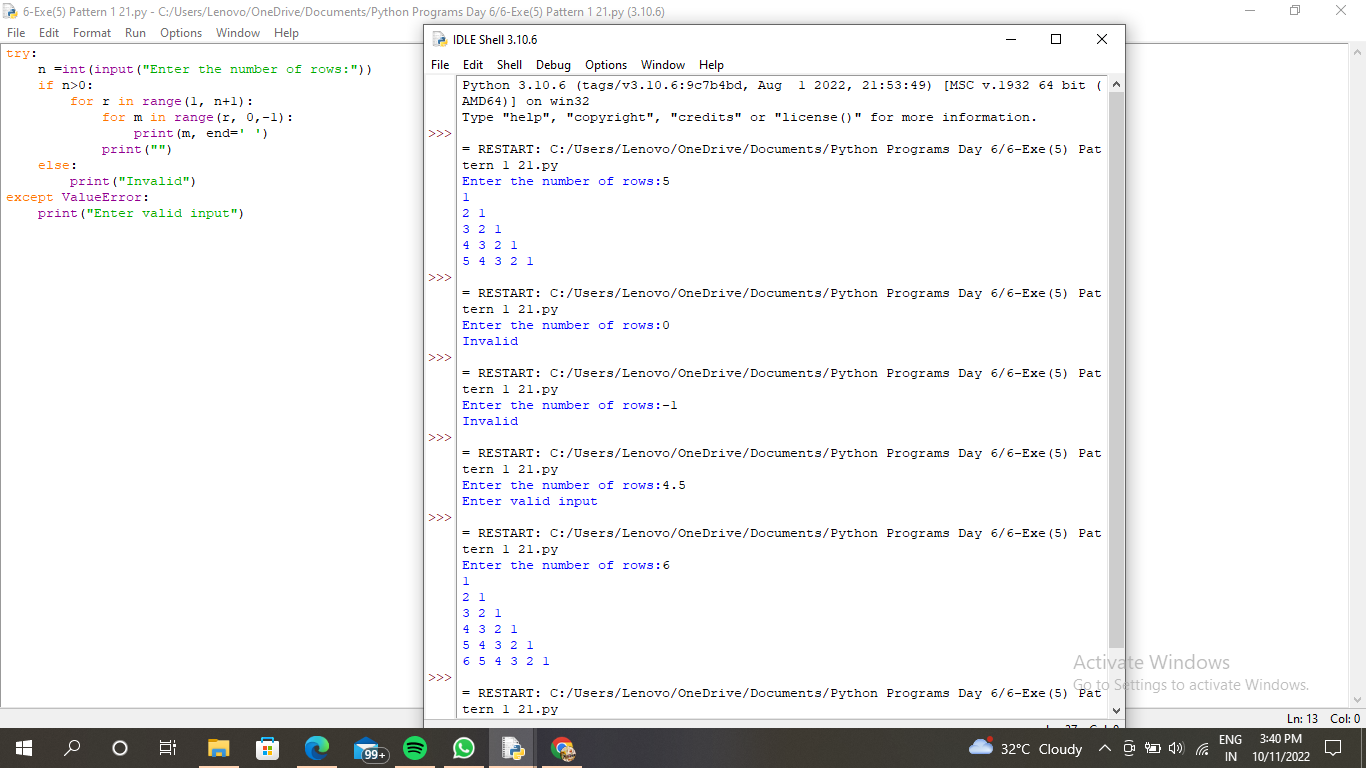 6-Exe(5) Pattern 1 21.py - C:/Users/Lenovo/OneDrive/Documents/Python Programs Day 6/6-Exe(5) Pattern 1 21.py (3.10.6)
File Edit Format Run Options Window Help
try:
    n =int(input("Enter the number of rows:"))
    if n>0:
        for r in range(1, n+1):
            for m in range(r, 0,-1):
                print(m, end=' ')
            print("")
    else:
        print("Invalid")
except ValueError:
    print("Enter valid input")
IDLE Shell 3.10.6
File Edit Shell Debug Options Window Help
Python 3.10.6 (tags/v3.10.6:9c7b4bd, Aug  1 2022, 21:53:49) [MSC v.1932 64 bit (
AMD64)] on win32
Type "help", "copyright", "credits" or "license()" for more information.
>>>
= RESTART: C:/Users/Lenovo/OneDrive/Documents/Python Programs Day 6/6-Exe(5) Pat
tern 1 21.py
Enter the number of rows:5
1
2 1
3 2 1
4 3 2 1
5 4 3 2 1
>>>
= RESTART: C:/Users/Lenovo/OneDrive/Documents/Python Programs Day 6/6-Exe(5) Pat
tern 1 21.py
Enter the number of rows:0
Invalid
>>>
= RESTART: C:/Users/Lenovo/OneDrive/Documents/Python Programs Day 6/6-Exe(5) Pat
tern 1 21.py
Enter the number of rows:-1
Invalid
>>>
= RESTART: C:/Users/Lenovo/OneDrive/Documents/Python Programs Day 6/6-Exe(5) Pat
tern 1 21.py
Enter the number of rows:4.5
Enter valid input
>>>
= RESTART: C:/Users/Lenovo/OneDrive/Documents/Python Programs Day 6/6-Exe(5) Pat
tern 1 21.py
Enter the number of rows:6
1
2 1
3 2 1
4 3 2 1
5 4 3 2 1
6 5 4 3 2 1
>>>
= RESTART: C:/Users/Lenovo/OneDrive/Documents/Python Programs Day 6/6-Exe(5) Pat
tern 1 21.py
Activate Windows
Go to Settings to activate Windows.
Ln: 13 Col: 0
99+
32°C Cloudy
ENG
IN
3:40 PM
10/11/2022